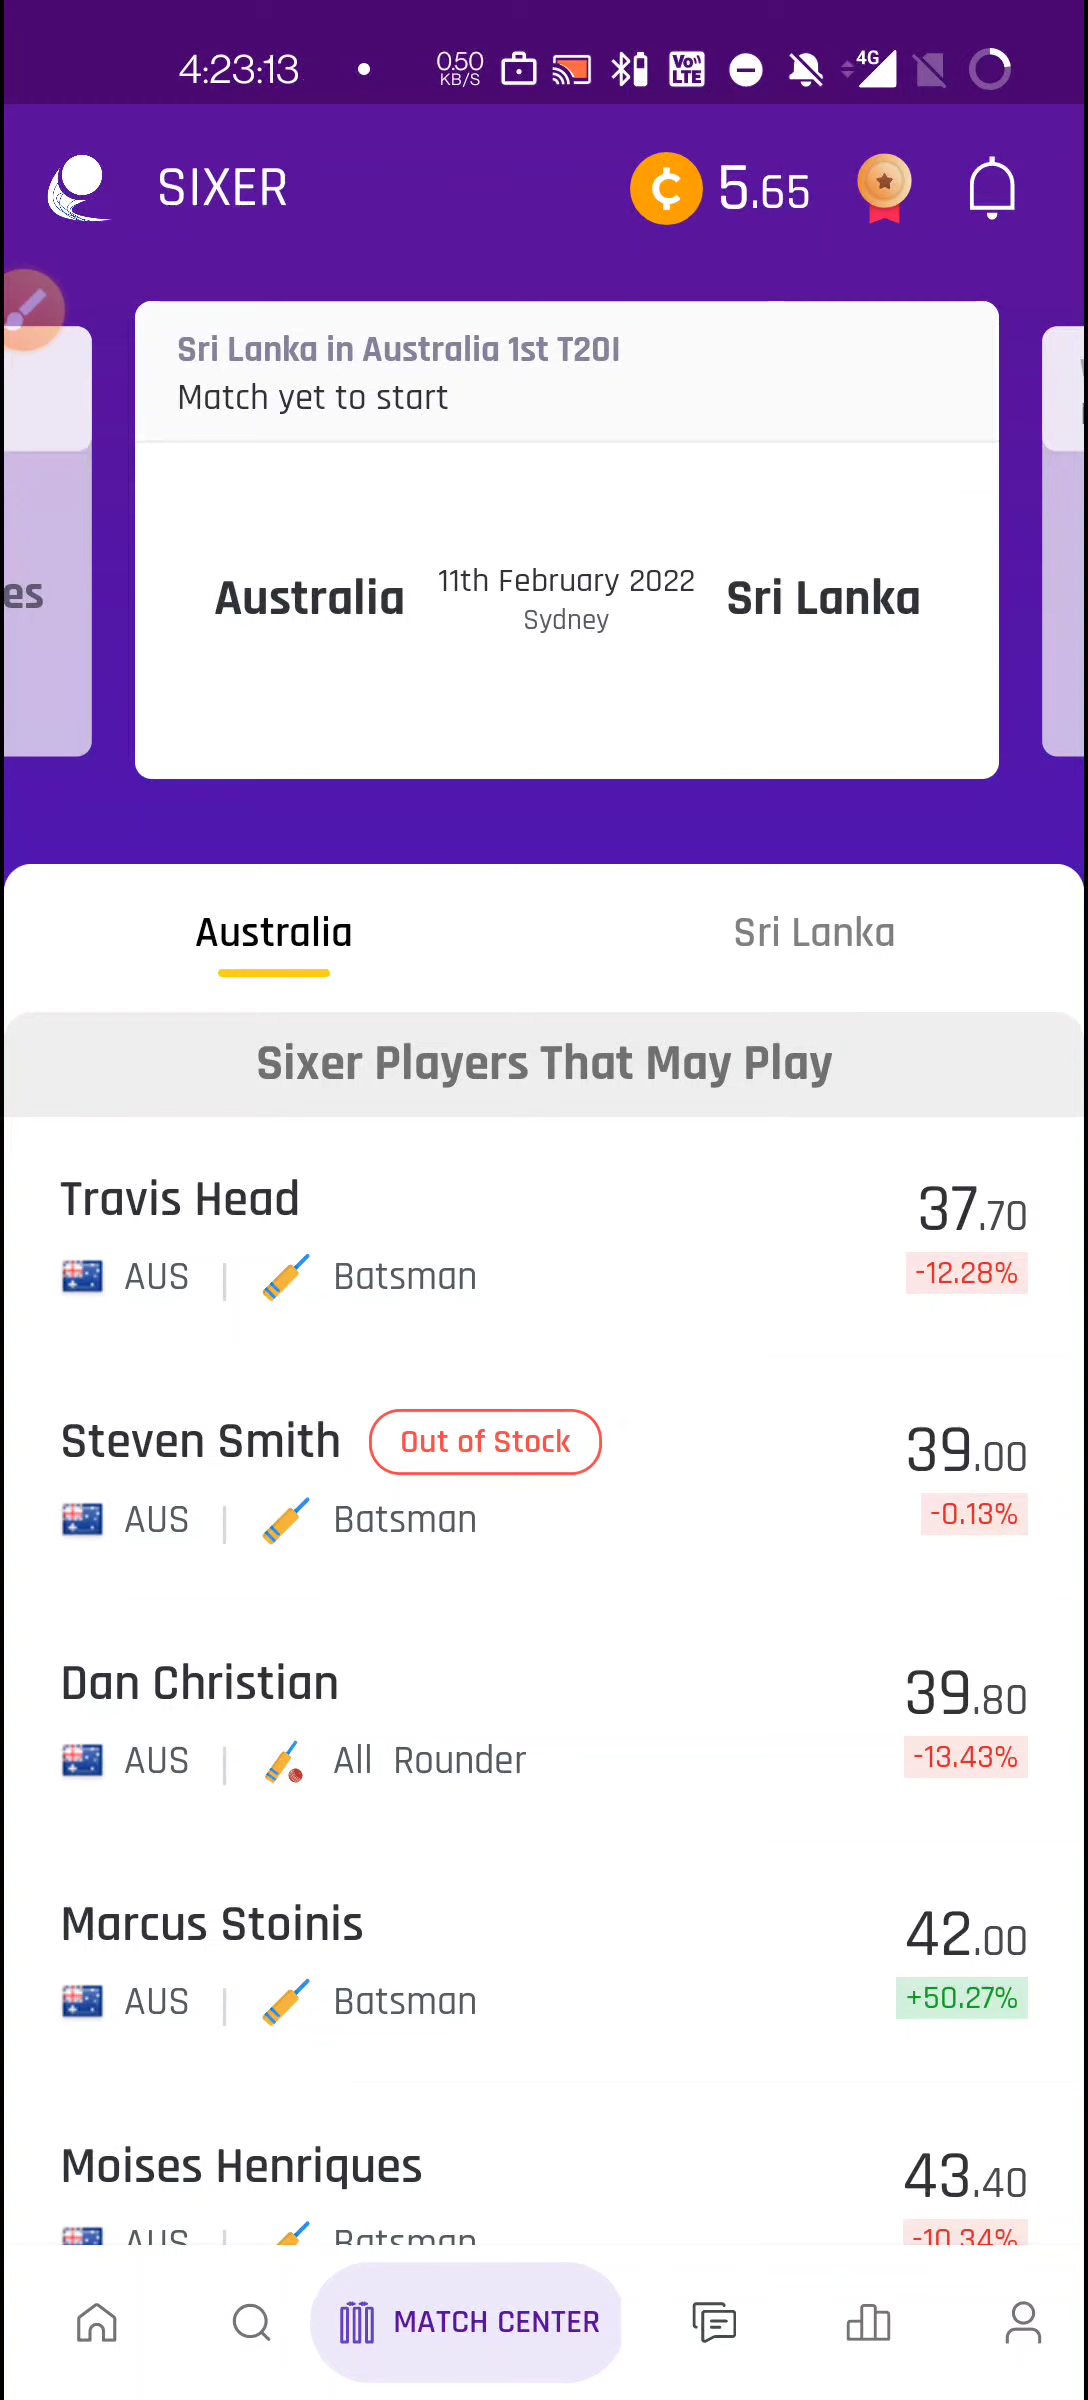 4:23:13
0.50
KB/S
Vo))
LTE
4G
SIXER
¢ 5.65
Sri Lanka in Australia 1st T20I
Match yet to start
es
Australia
11th February 2022
Sydney
Sri Lanka
Australia
Sri Lanka
Sixer Players That May Play
Travis Head
37.70
AUS | Batsman
-12.28%
Steven Smith
Out of Stock
39.00
AUS | Batsman
-0.13%
Dan Christian
39.80
AUS | All Rounder
-13.43%
Marcus Stoinis
42.00
AUS | Batsman
+50.27%
Moises Henriques
43.40
AUS | Batsman
-10.34%
MATCH CENTER